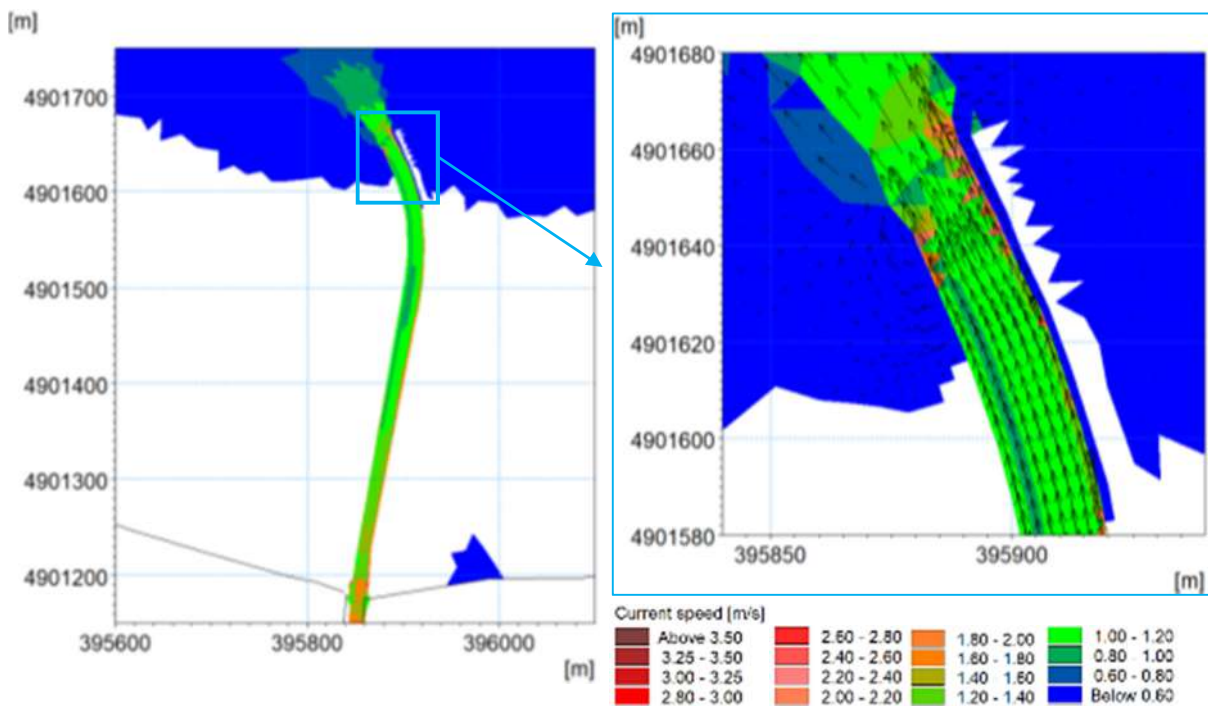 [m]
4901700
4901600
4901500
4901400
4901300
4901200
395600
395800
396000
[m]
[m]
4901680
4901660
4901640
4901620
4901600
4901580
395850
395900
[m]
Current speed [m/s]
Above 3.50
3.25 - 3.50
3.00 - 3.25
2.80 - 3.00
2.60 - 2.80
2.40 - 2.60
2.20 - 2.40
2.00 - 2.20
1.80 - 2.00
1.60 - 1.80
1.40 - 1.60
1.20 - 1.40
1.00 - 1.20
0.80 - 1.00
0.60 - 0.80
Below 0.60